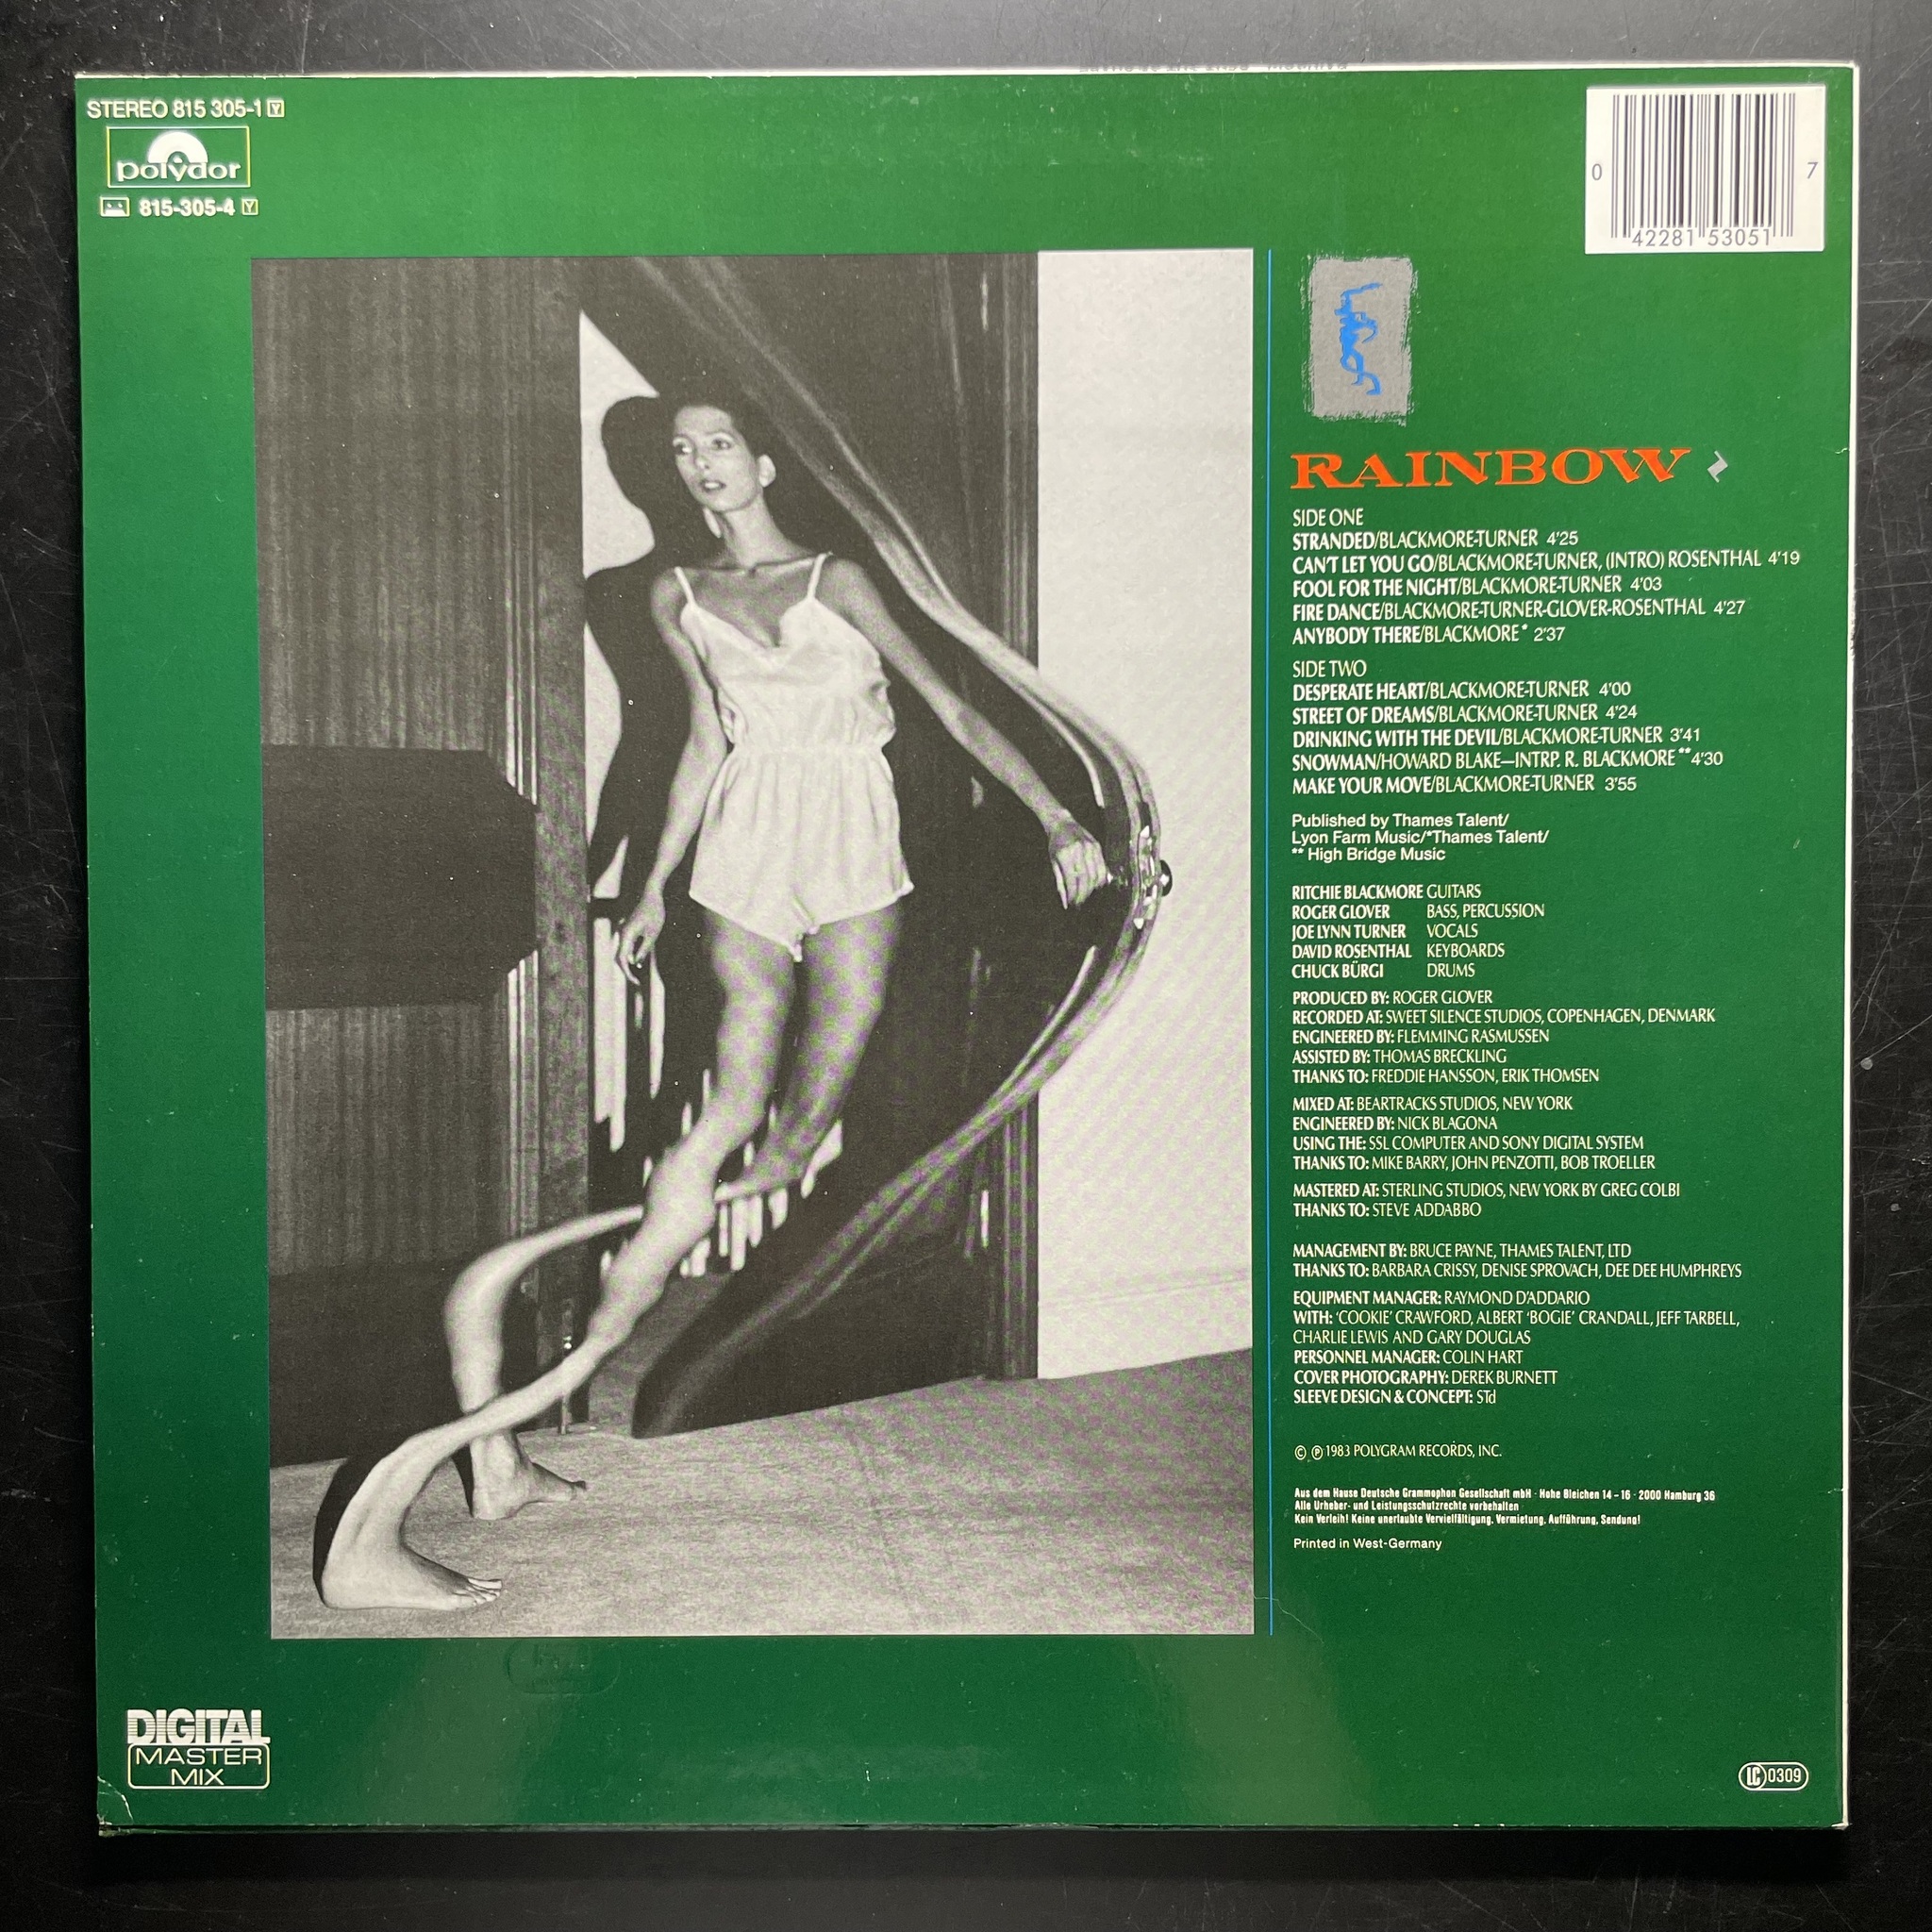 STEREO 815 305-1 Y
polydor
815-305-4 Y
0 42281 53051 7
RAINBOW
SIDE ONE
STRANDED/BLACKMORE-TURNER 4'25
CAN'T LET YOU GO/BLACKMORE-TURNER, (INTRO) ROSENTHAL 4'19
FOOL FOR THE NIGHT/BLACKMORE-TURNER 4'03
FIRE DANCE/BLACKMORE-TURNER-GLOVER-ROSENTHAL 4'27
ANYBODY THERE/BLACKMORE* 2'37
SIDE TWO
DESPERATE HEART/BLACKMORE-TURNER 4'00
STREET OF DREAMS/BLACKMORE-TURNER 4'24
DRINKING WITH THE DEVIL/BLACKMORE-TURNER 3'41
SNOWMAN/HOWARD BLAKE—INTRP. R. BLACKMORE** 4'30
MAKE YOUR MOVE/BLACKMORE-TURNER 3'55
Published by Thames Talent/
Lyon Farm Music/*Thames Talent/
** High Bridge Music
RITCHIE BLACKMORE GUITARS
ROGER GLOVER BASS, PERCUSSION
JOE LYNN TURNER VOCALS
DAVID ROSENTHAL KEYBOARDS
CHUCK BÜRGI DRUMS
PRODUCED BY: ROGER GLOVER
RECORDED AT: SWEET SILENCE STUDIOS, COPENHAGEN, DENMARK
ENGINEERED BY: FLEMMING RASMUSSEN
ASSISTED BY: THOMAS BRECKLING
THANKS TO: FREDDIE HANSSON, ERIK THOMSEN
MIXED AT: BEARTRACKS STUDIOS, NEW YORK
ENGINEERED BY: NICK BLAGONA
USING THE: SSL COMPUTER AND SONY DIGITAL SYSTEM
THANKS TO: MIKE BARRY, JOHN PENZOTTI, BOB TROELLER
MASTERED AT: STERLING STUDIOS, NEW YORK BY GREG COLBI
THANKS TO: STEVE ADDABBO
MANAGEMENT BY: BRUCE PAYNE, THAMES TALENT, LTD
THANKS TO: BARBARA CRISSY, DENISE SPROVACH, DEE DEE HUMPHREYS
EQUIPMENT MANAGER: RAYMOND D'ADDARIO
WITH: 'COOKIE' CRAWFORD, ALBERT 'BOGIE' CRANDALL, JEFF TARBELL,
CHARLIE LEWIS AND GARY DOUGLAS
PERSONNEL MANAGER: COLIN HART
COVER PHOTOGRAPHY: DEREK BURNETT
SLEEVE DESIGN & CONCEPT: STd
© ℗ 1983 POLYGRAM RECORDS, INC.
Aus dem Hause Deutsche Grammophon Gesellschaft mbH · Hohe Bleichen 14 – 16 · 2000 Hamburg 36
Alle Urheber- und Leistungsschutzrechte vorbehalten
Kein Verleih! Keine unerlaubte Vervielfältigung, Vermietung, Aufführung, Sendung!
Printed in West-Germany
DIGITAL
MASTER
MIX
LC 0309